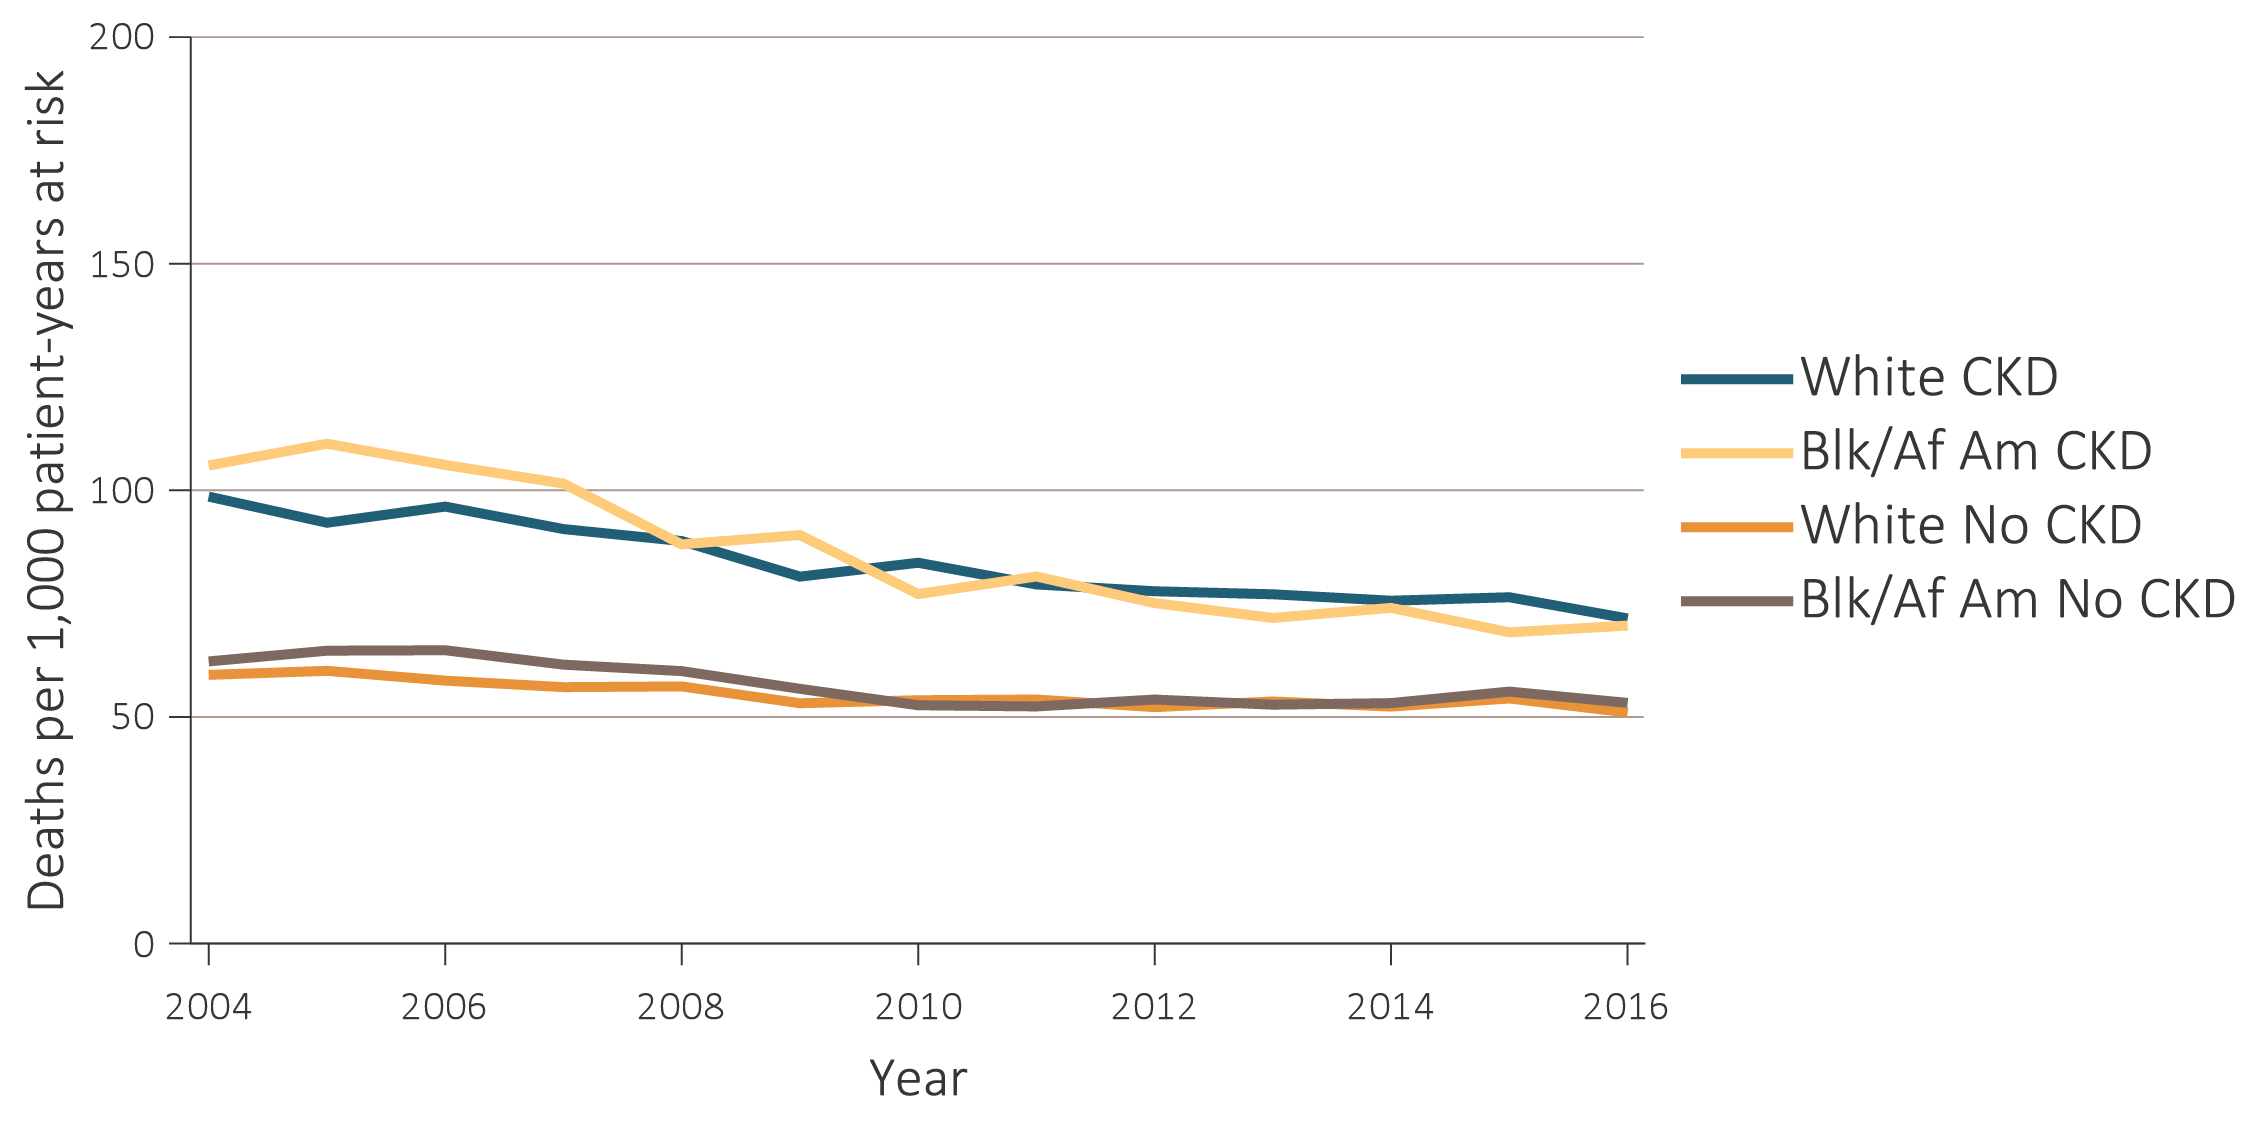 Deaths per 1,000 patient-years at risk
200
150
100
50
0
2004 2006 2008 2010 2012 2014 2016
Year
White CKD
Blk/Af Am CKD
White No CKD
Blk/Af Am No CKD